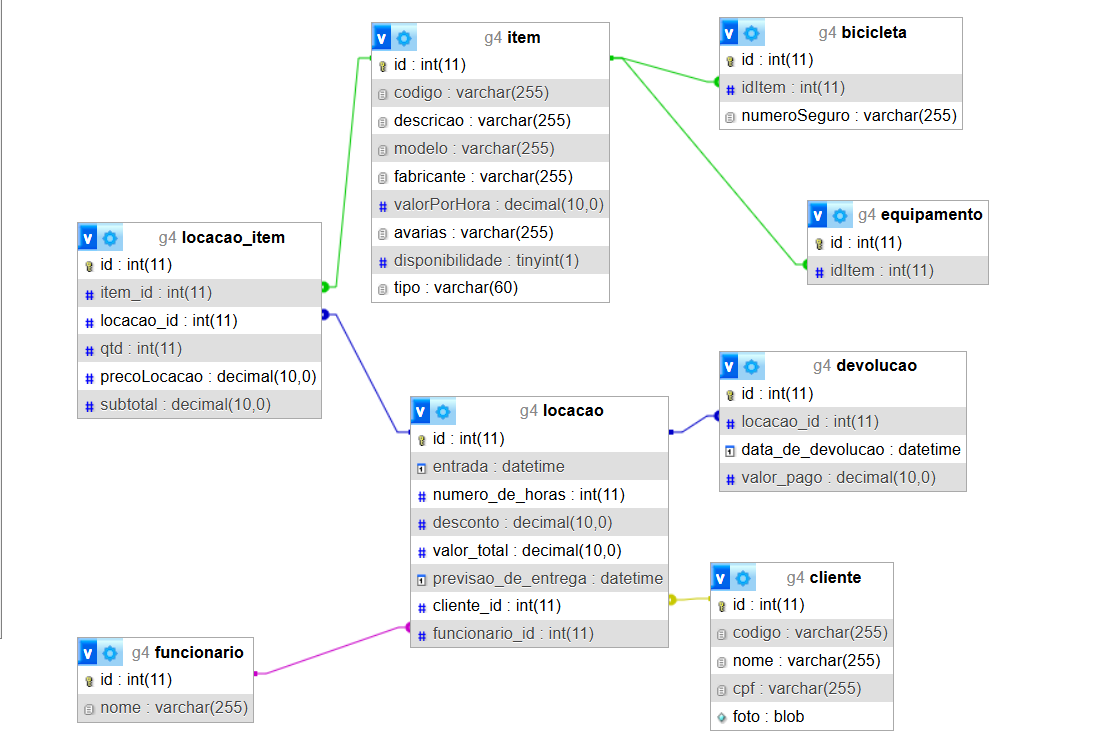 g4 item
id : int(11)
codigo : varchar(255)
descricao : varchar(255)
modelo : varchar(255)
fabricante : varchar(255)
valorPorHora : decimal(10,0)
avarias : varchar(255)
disponibilidade : tinyint(1)
tipo : varchar(60)
g4 bicicleta
id : int(11)
idItem : int(11)
numeroSeguro : varchar(255)
g4 equipamento
id : int(11)
idItem : int(11)
g4 locacao_item
id : int(11)
item_id : int(11)
locacao_id : int(11)
qtd : int(11)
precoLocacao : decimal(10,0)
subtotal : decimal(10,0)
g4 locacao
id : int(11)
entrada : datetime
numero_de_horas : int(11)
desconto : decimal(10,0)
valor_total : decimal(10,0)
previsao_de_entrega : datetime
cliente_id : int(11)
funcionario_id : int(11)
g4 devolucao
id : int(11)
locacao_id : int(11)
data_de_devolucao : datetime
valor_pago : decimal(10,0)
g4 cliente
id : int(11)
codigo : varchar(255)
nome : varchar(255)
cpf : varchar(255)
foto : blob
g4 funcionario
id : int(11)
nome : varchar(255)